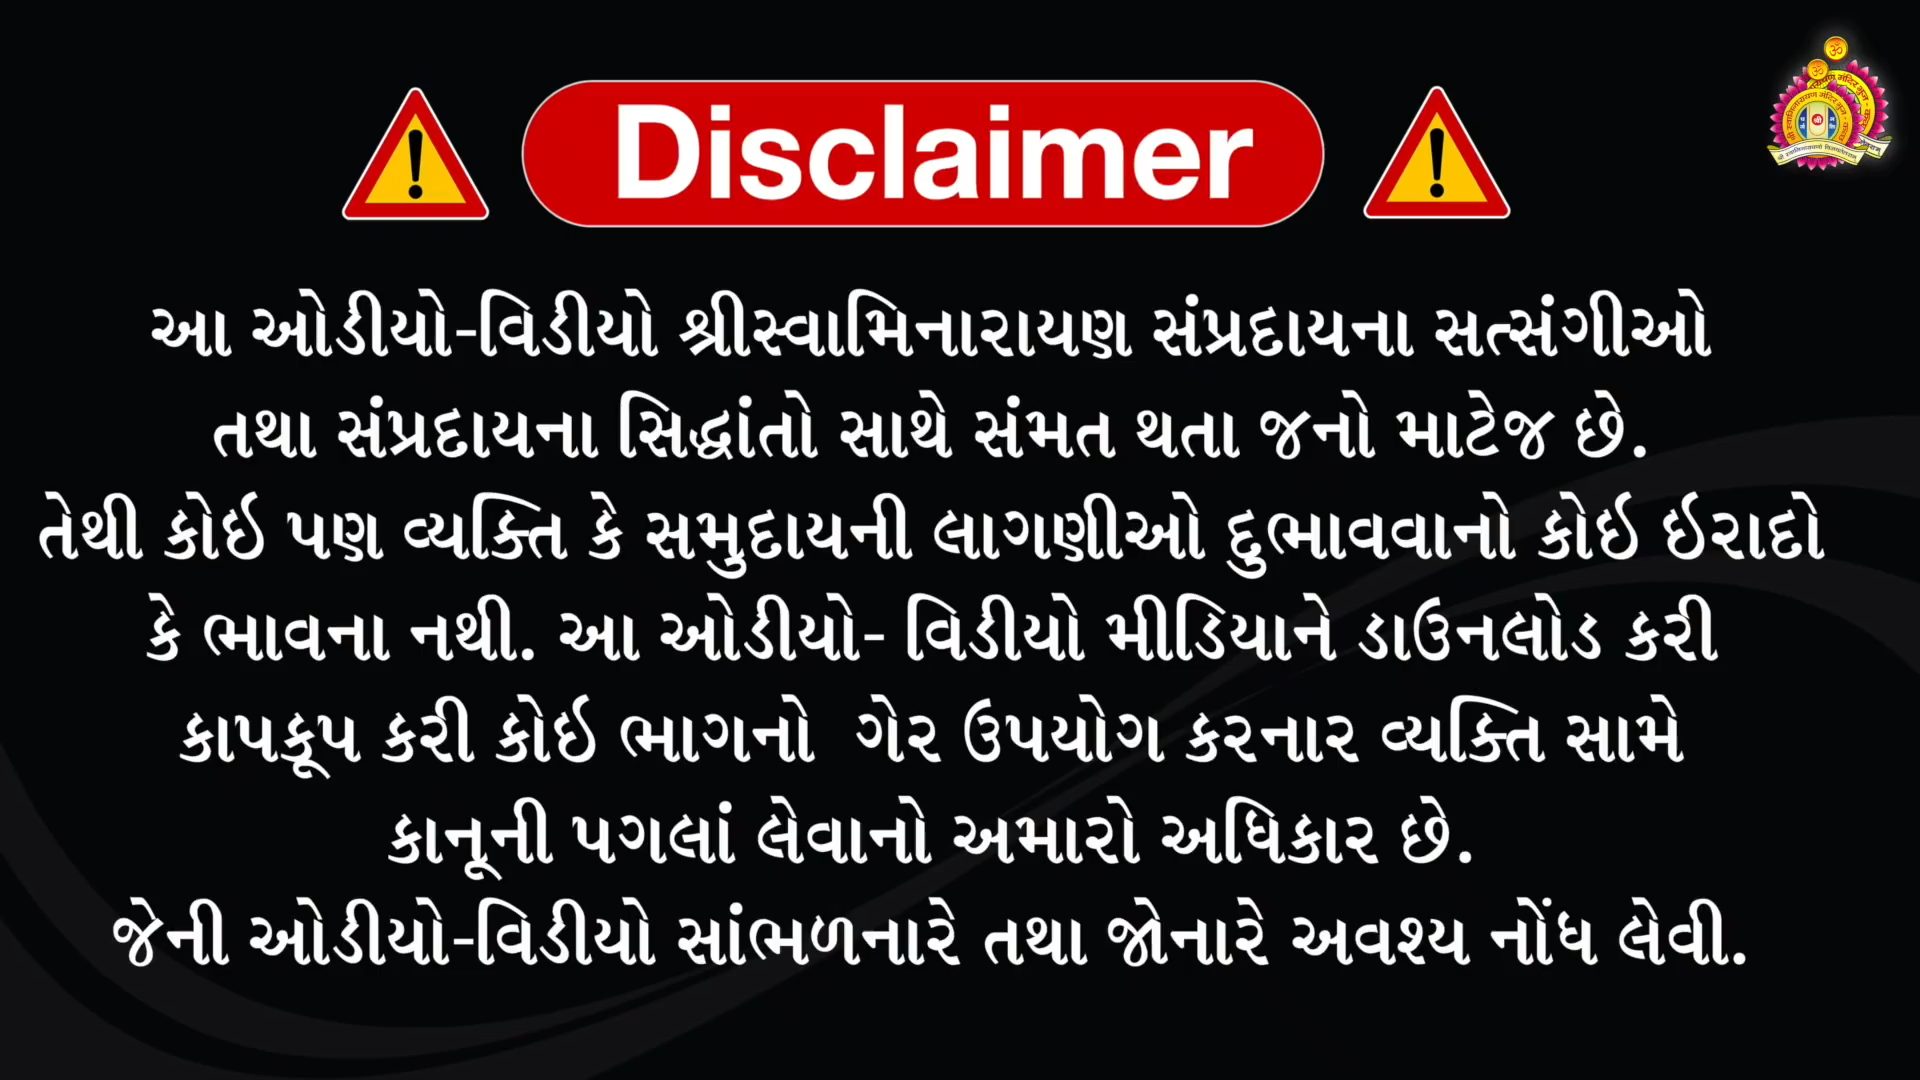 Disclaimer
આ ઓડીયો-વિડીયો શ્રીસ્વામિનારાયણ સંપ્રદાયના સત્સંગીઓ
તથા સંપ્રદાયના સિદ્ધાંતો સાથે સંમત થતા જનો માટેજ છે.
તેથી કોઇ પણ વ્યક્તિ કે સમુદાયની લાગણીઓ દુભાવવાનો કોઇ ઇરાદો
કે ભાવના નથી. આ ઓડીયો- વિડીયો મીડિયાને ડાઉનલોડ કરી
કાપકૂપ કરી કોઇ ભાગનો ગેર ઉપયોગ કરનાર વ્યક્તિ સામે
કાનૂની પગલાં લેવાનો અમારો અધિકાર છે.
જેની ઓડીયો-વિડીયો સાંભળનારે તથા જોનારે અવશ્ય નોંધ લેવી.